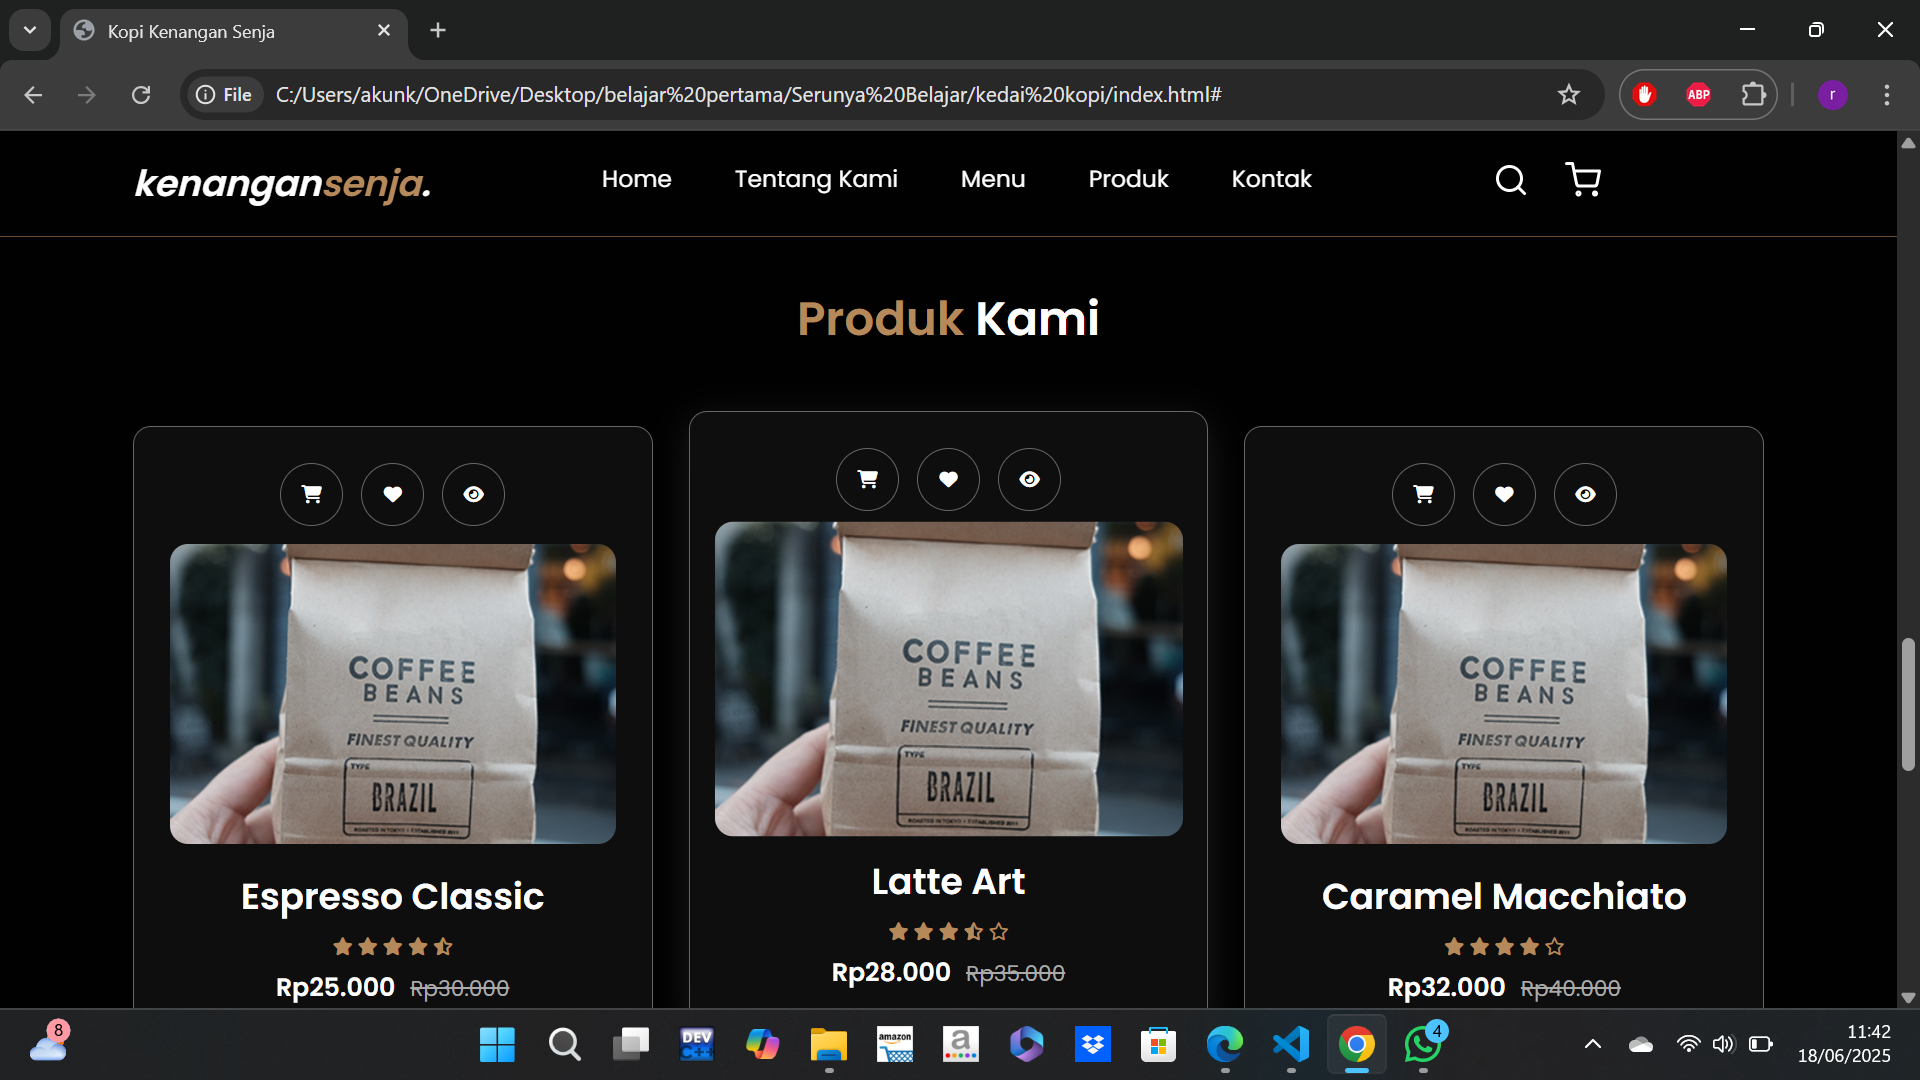 Kopi Kenangan Senja
File C:/Users/akunk/OneDrive/Desktop/belajar%20pertama/Serunya%20Belajar/kedai%20kopi/index.html#
ABP
r
kenangansenja.
Home Tentang Kami Menu Produk Kontak
Produk Kami
COFFEE
BEANS
FINEST QUALITY
TYPE
BRAZIL
COFFEE
BEANS
FINEST QUALITY
TYPE
BRAZIL
COFFEE
BEANS
FINEST QUALITY
TYPE
BRAZIL
Espresso Classic
Rp25.000 Rp30.000
Latte Art
Rp28.000 Rp35.000
Caramel Macchiato
Rp32.000 Rp40.000
8
DEV
C++
amazon
a
4
11:42
18/06/2025